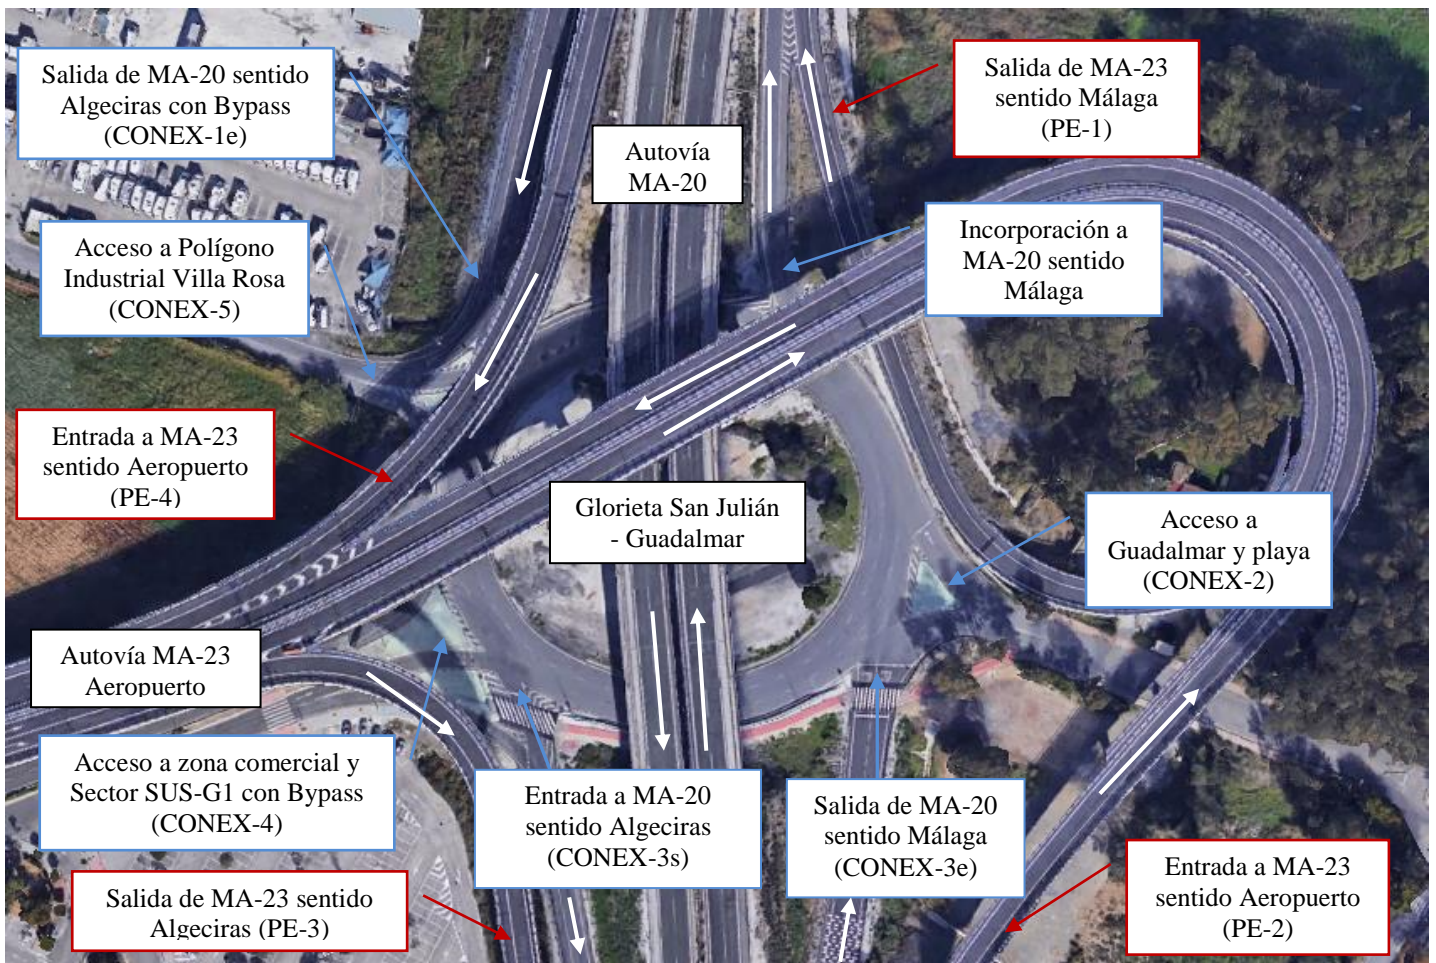 Salida de MA-20 sentido
Algeciras con Bypass
(CONEX-1e)
Autovía
MA-20
Salida de MA-23
sentido Málaga
(PE-1)
Acceso a Polígono
Industrial Villa Rosa
(CONEX-5)
Incorporación a
MA-20 sentido
Málaga
Entrada a MA-23
sentido Aeropuerto
(PE-4)
Glorieta San Julián
- Guadalmar
Acceso a
Guadalmar y playa
(CONEX-2)
Autovía MA-23
Aeropuerto
Acceso a zona comercial y
Sector SUS-G1 con Bypass
(CONEX-4)
Entrada a MA-20
sentido Algeciras
(CONEX-3s)
Salida de MA-20
sentido Málaga
(CONEX-3e)
Salida de MA-23 sentido
Algeciras (PE-3)
Entrada a MA-23
sentido Aeropuerto
(PE-2)